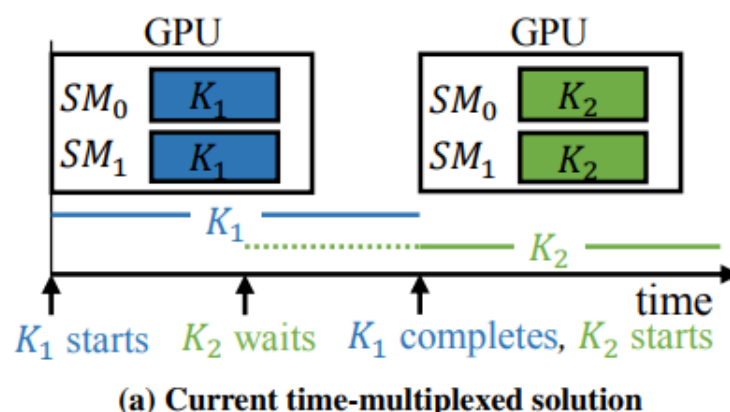 GPU GPU
SM₀ K₁ SM₀ K₂
SM₁ K₁ SM₁ K₂
K₁
K₂
time
K₁ starts K₂ waits K₁ completes, K₂ starts
(a) Current time-multiplexed solution